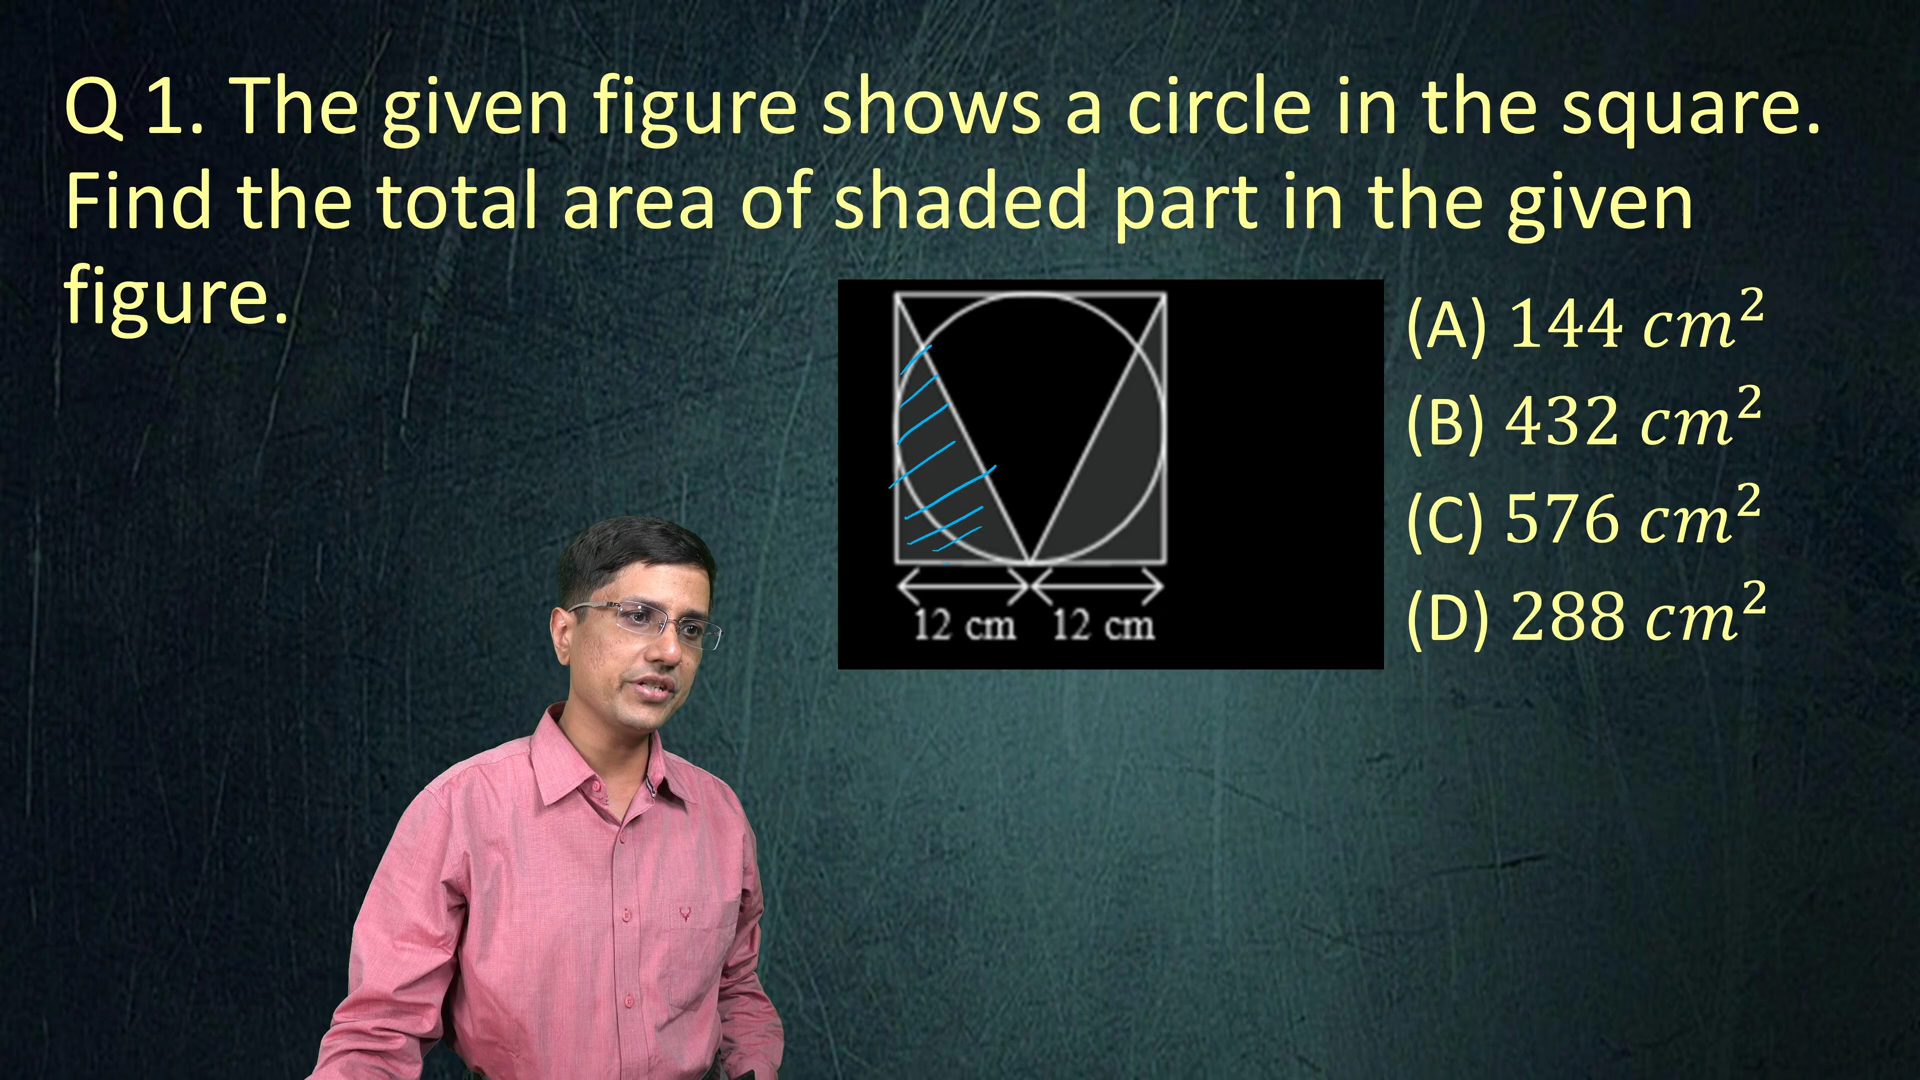 Q 1. The given figure shows a circle in the square.
Find the total area of shaded part in the given
figure.
(A) 144 cm²
(B) 432 cm²
(C) 576 cm²
(D) 288 cm²
12 cm 12 cm